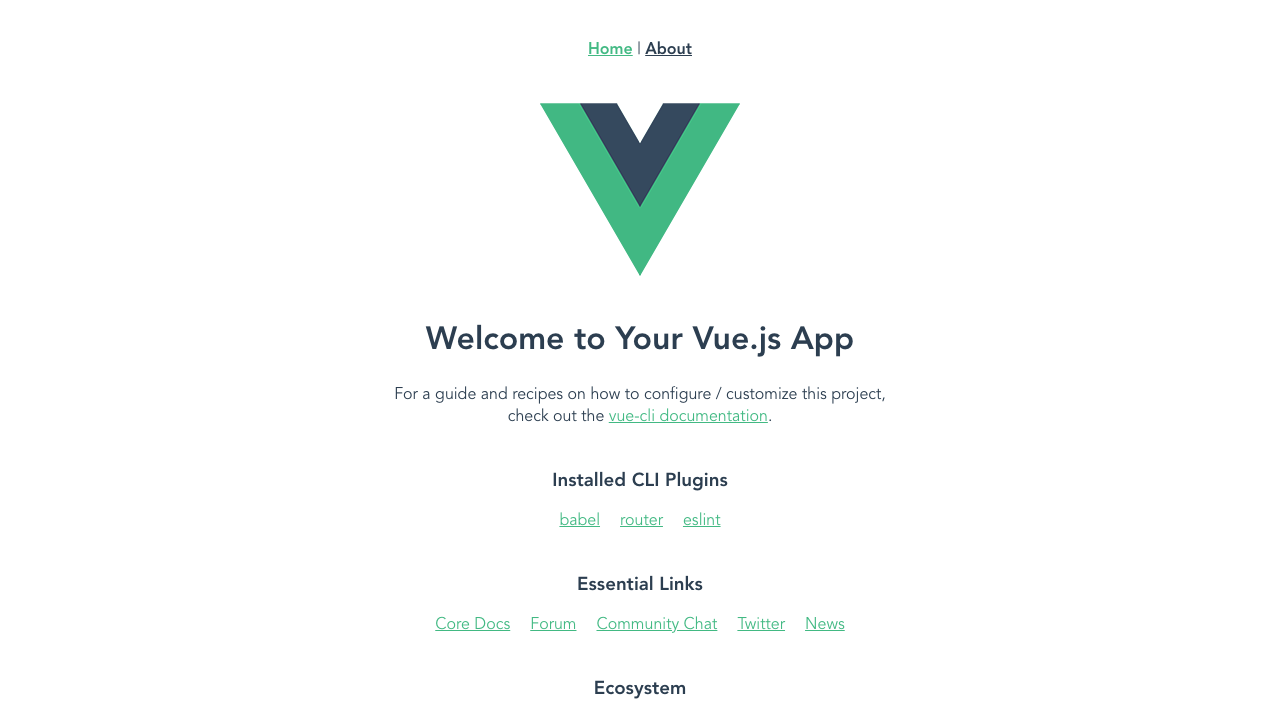 Home | About
Welcome to Your Vue.js App
For a guide and recipes on how to configure / customize this project,
check out the vue-cli documentation.
Installed CLI Plugins
babel router eslint
Essential Links
Core Docs Forum Community Chat Twitter News
Ecosystem